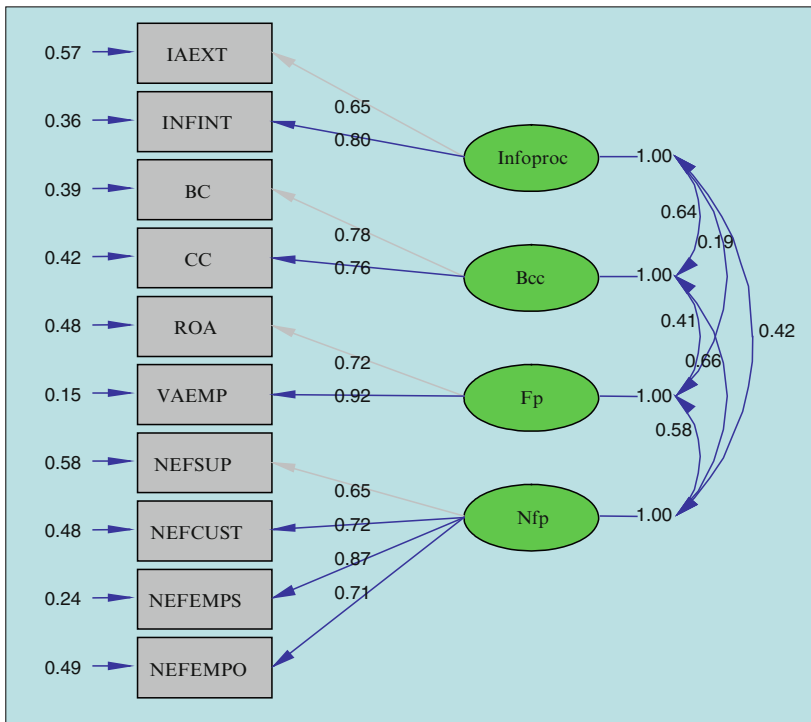 0.57 IAEXT
0.65
0.36 INFINT
0.80
Infoproc 1.00
0.39 BC
0.64
0.78
0.19
0.42 CC
0.76
Bcc 1.00
0.48 ROA
0.41
0.42
0.72
0.66
0.15 VAEMP
0.92
Fp 1.00
0.58
0.58 NEFSUP
0.65
Nfp 1.00
0.48 NEFCUST
0.72
0.87
0.24 NEFEMPS
0.71
0.49 NEFEMPO